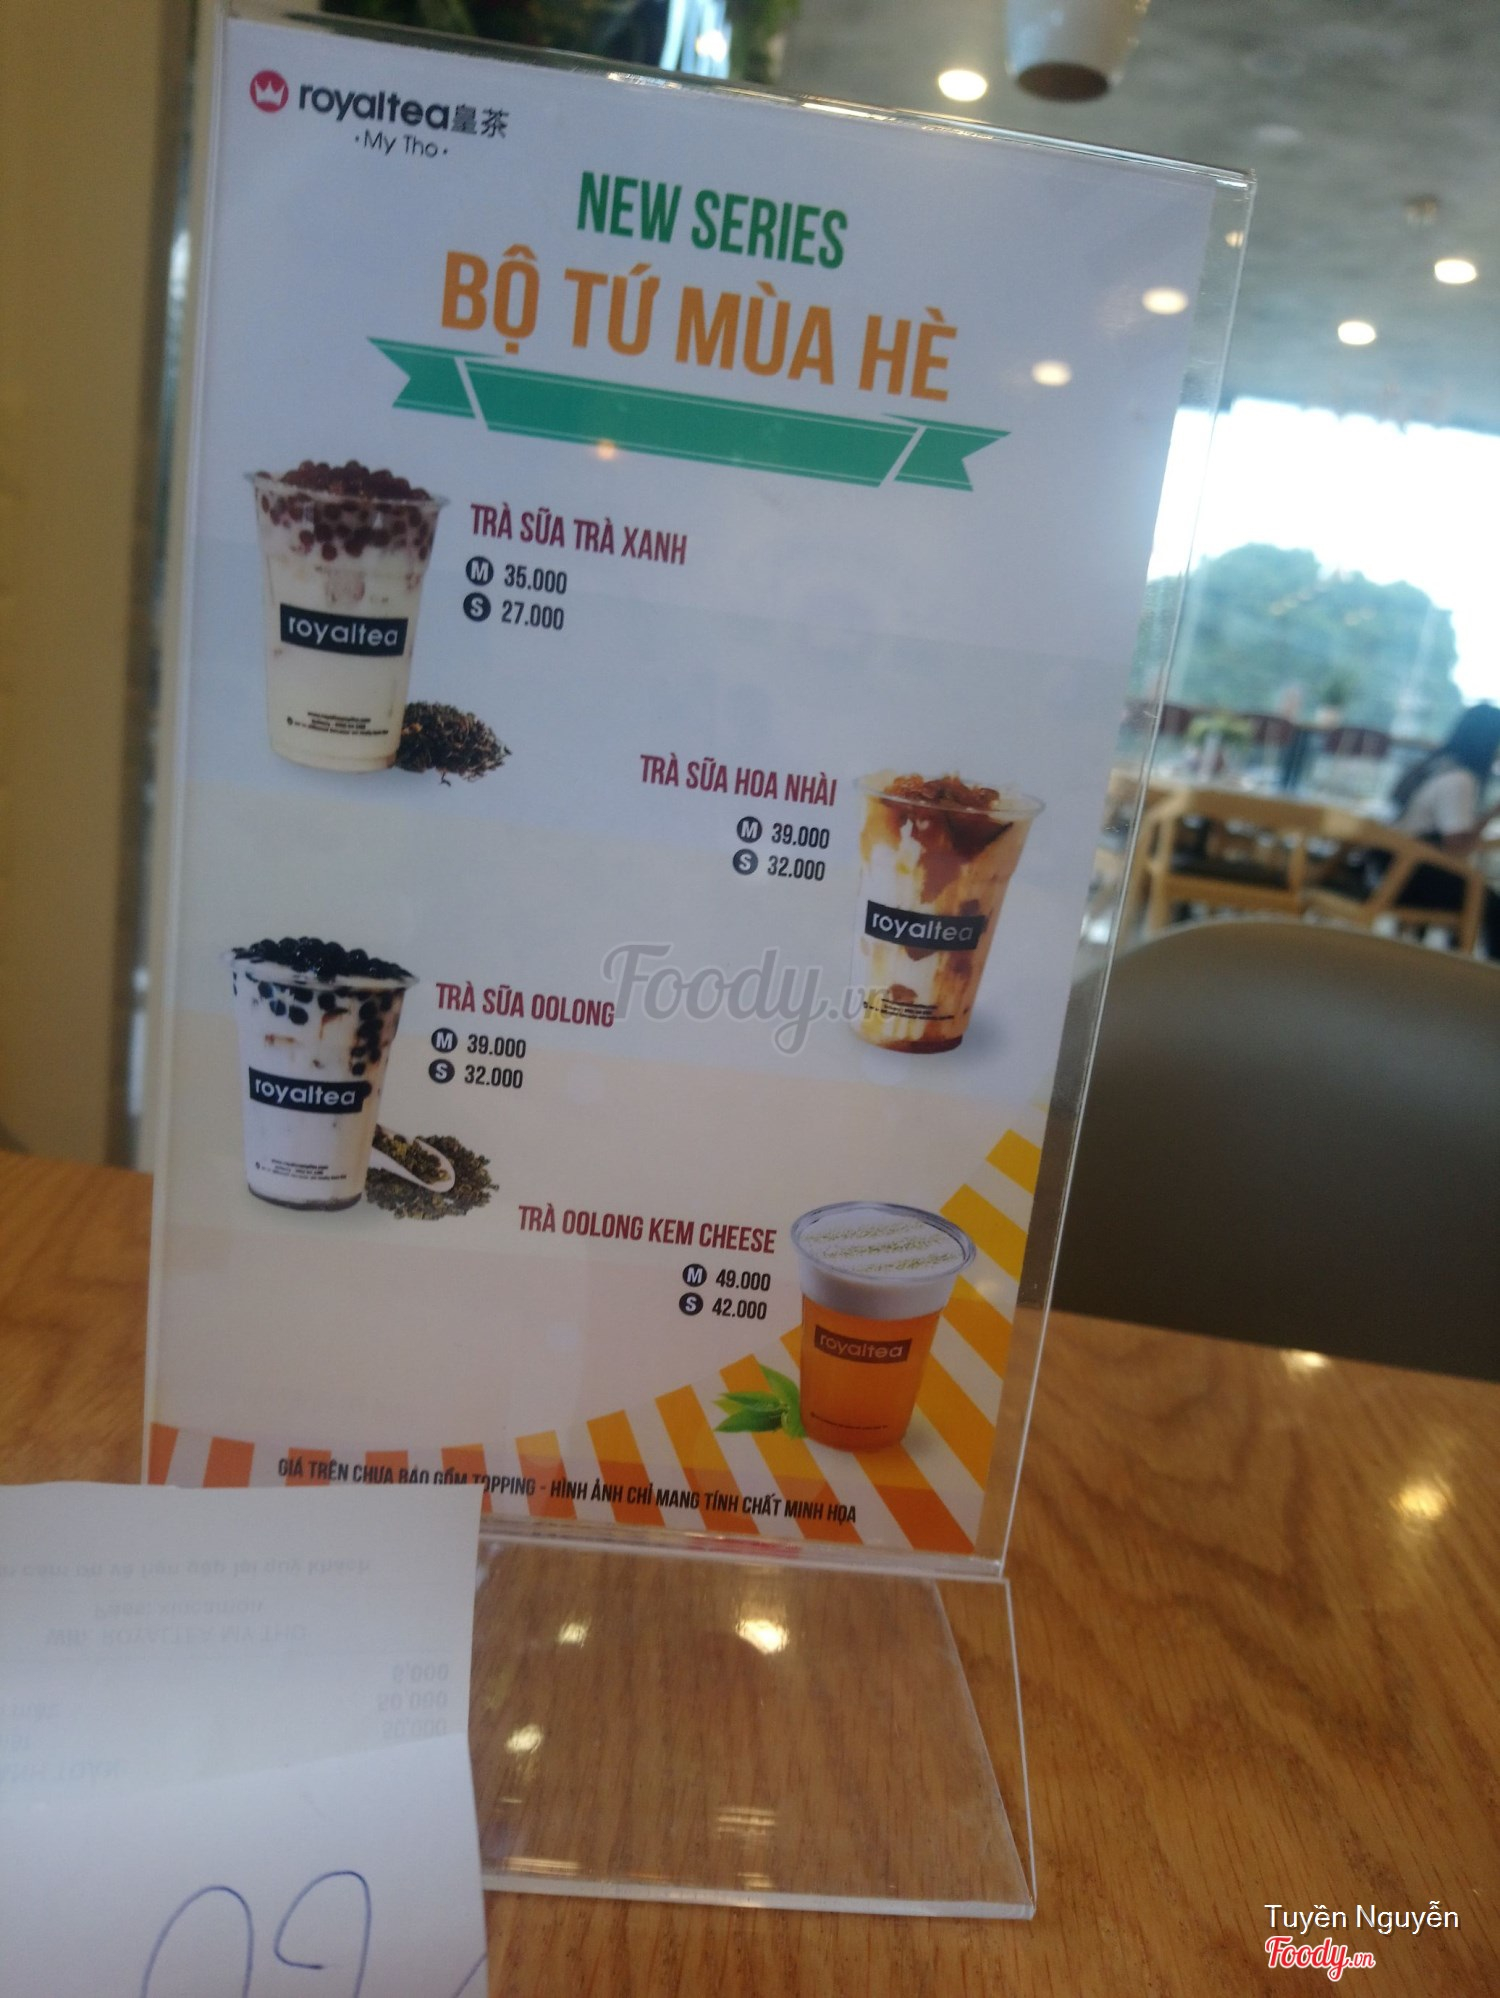 royaltea皇茶
·My Tho·
NEW SERIES
BỘ TỨ MÙA HÈ
TRÀ SỮA TRÀ XANH
M 35.000
S 27.000
royaltea
TRÀ SỮA HOA NHÀI
M 39.000
S 32.000
royaltea
TRÀ SỮA OOLONG
M 39.000
S 32.000
royaltea
Foody.vn
TRÀ OOLONG KEM CHEESE
M 49.000
S 42.000
royaltea
GIÁ TRÊN CHƯA BAO GỒM TOPPING - HÌNH ẢNH CHỈ MANG TÍNH CHẤT MINH HỌA
Tuyền Nguyễn
Foody.vn